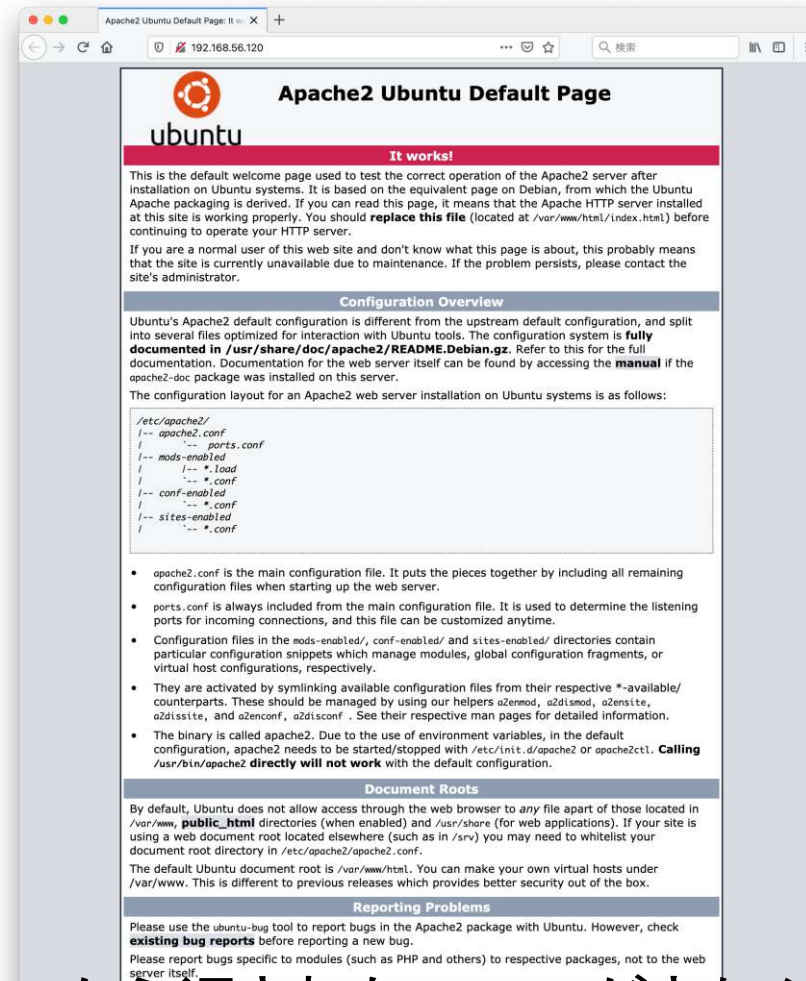 Apache2 Ubuntu Default Page: It w
192.168.56.120
検索
ubuntu
Apache2 Ubuntu Default Page
It works!
This is the default welcome page used to test the correct operation of the Apache2 server after
installation on Ubuntu systems. It is based on the equivalent page on Debian, from which the Ubuntu
Apache packaging is derived. If you can read this page, it means that the Apache HTTP server installed
at this site is working properly. You should replace this file (located at /var/www/html/index.html) before
continuing to operate your HTTP server.
If you are a normal user of this web site and don't know what this page is about, this probably means
that the site is currently unavailable due to maintenance. If the problem persists, please contact the
site's administrator.
Configuration Overview
Ubuntu's Apache2 default configuration is different from the upstream default configuration, and split
into several files optimized for interaction with Ubuntu tools. The configuration system is fully
documented in /usr/share/doc/apache2/README.Debian.gz. Refer to this for the full
documentation. Documentation for the web server itself can be found by accessing the manual if the
apache2-doc package was installed on this server.
The configuration layout for an Apache2 web server installation on Ubuntu systems is as follows:
/etc/apache2/
|-- apache2.conf
|       `--  ports.conf
|-- mods-enabled
|       |-- *.load
|       `-- *.conf
|-- conf-enabled
|       `-- *.conf
|-- sites-enabled
|       `-- *.conf
• apache2.conf is the main configuration file. It puts the pieces together by including all remaining
configuration files when starting up the web server.
• ports.conf is always included from the main configuration file. It is used to determine the listening
ports for incoming connections, and this file can be customized anytime.
• Configuration files in the mods-enabled/, conf-enabled/ and sites-enabled/ directories contain
particular configuration snippets which manage modules, global configuration fragments, or
virtual host configurations, respectively.
• They are activated by symlinking available configuration files from their respective *-available/
counterparts. These should be managed by using our helpers a2enmod, a2dismod, a2ensite,
a2dissite, and a2enconf, a2disconf . See their respective man pages for detailed information.
• The binary is called apache2. Due to the use of environment variables, in the default
configuration, apache2 needs to be started/stopped with /etc/init.d/apache2 or apache2ctl. Calling
/usr/bin/apache2 directly will not work with the default configuration.
Document Roots
By default, Ubuntu does not allow access through the web browser to any file apart of those located in
/var/www, public_html directories (when enabled) and /usr/share (for web applications). If your site is
using a web document root located elsewhere (such as in /srv) you may need to whitelist your
document root directory in /etc/apache2/apache2.conf.
The default Ubuntu document root is /var/www/html. You can make your own virtual hosts under
/var/www. This is different to previous releases which provides better security out of the box.
Reporting Problems
Please use the ubuntu-bug tool to report bugs in the Apache2 package with Ubuntu. However, check
existing bug reports before reporting a new bug.
Please report bugs specific to modules (such as PHP and others) to respective packages, not to the web
server itself.